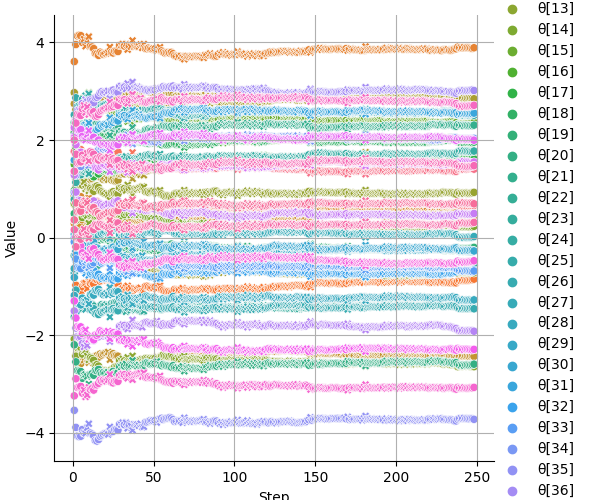 4
2
0
−2
−4
Value
0
50
100
150
200
250
Step
θ[13]
θ[14]
θ[15]
θ[16]
θ[17]
θ[18]
θ[19]
θ[20]
θ[21]
θ[22]
θ[23]
θ[24]
θ[25]
θ[26]
θ[27]
θ[28]
θ[29]
θ[30]
θ[31]
θ[32]
θ[33]
θ[34]
θ[35]
θ[36]